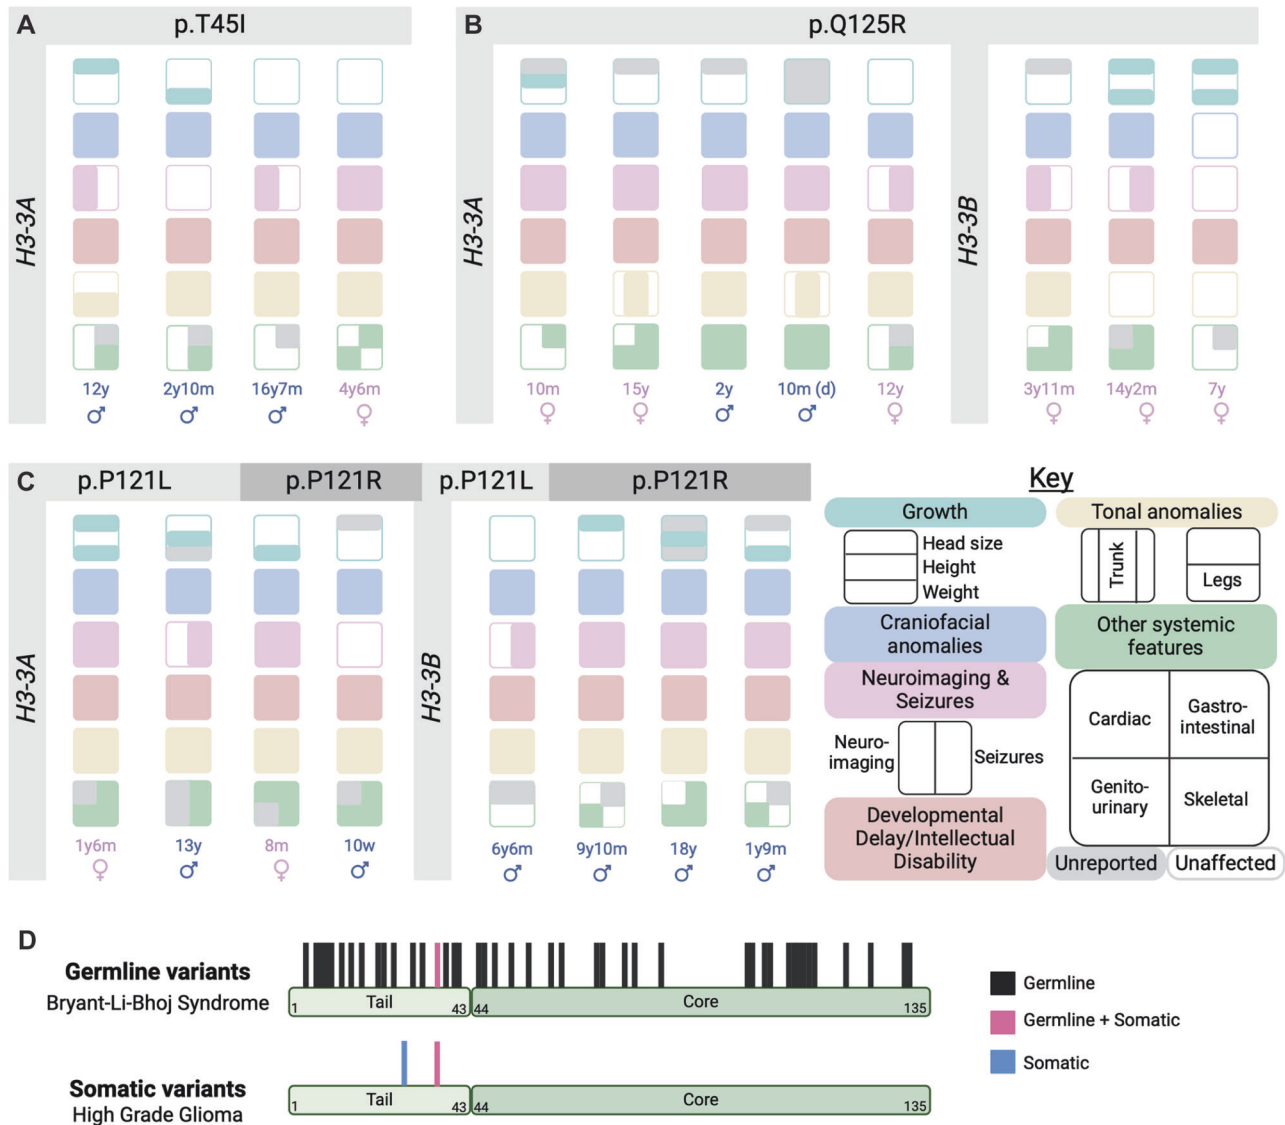 A
p.T45I
H3-3A
12y
2y10m
16y7m
4y6m
♂
♂
♂
♀
B
p.Q125R
H3-3A
10m
15y
2y
10m (d)
12y
♀
♀
♂
♂
♀
H3-3B
3y11m
14y2m
7y
♀
♀
♀
C
p.P121L
p.P121R
p.P121L
p.P121R
H3-3A
1y6m
13y
8m
10w
♀
♂
♀
♂
H3-3B
6y6m
9y10m
18y
1y9m
♂
♂
♂
♂
Key
Growth
Head size
Height
Weight
Craniofacial
anomalies
Neuroimaging &
Seizures
Neuro-
imaging
Seizures
Developmental
Delay/Intellectual
Disability
Tonal anomalies
Trunk
Legs
Other systemic
features
Cardiac
Gastro-
intestinal
Genito-
urinary
Skeletal
Unreported
Unaffected
D
Germline variants
Bryant-Li-Bhoj Syndrome
1
Tail
43
44
Core
135
Somatic variants
High Grade Glioma
1
Tail
43
44
Core
135
Germline
Germline + Somatic
Somatic